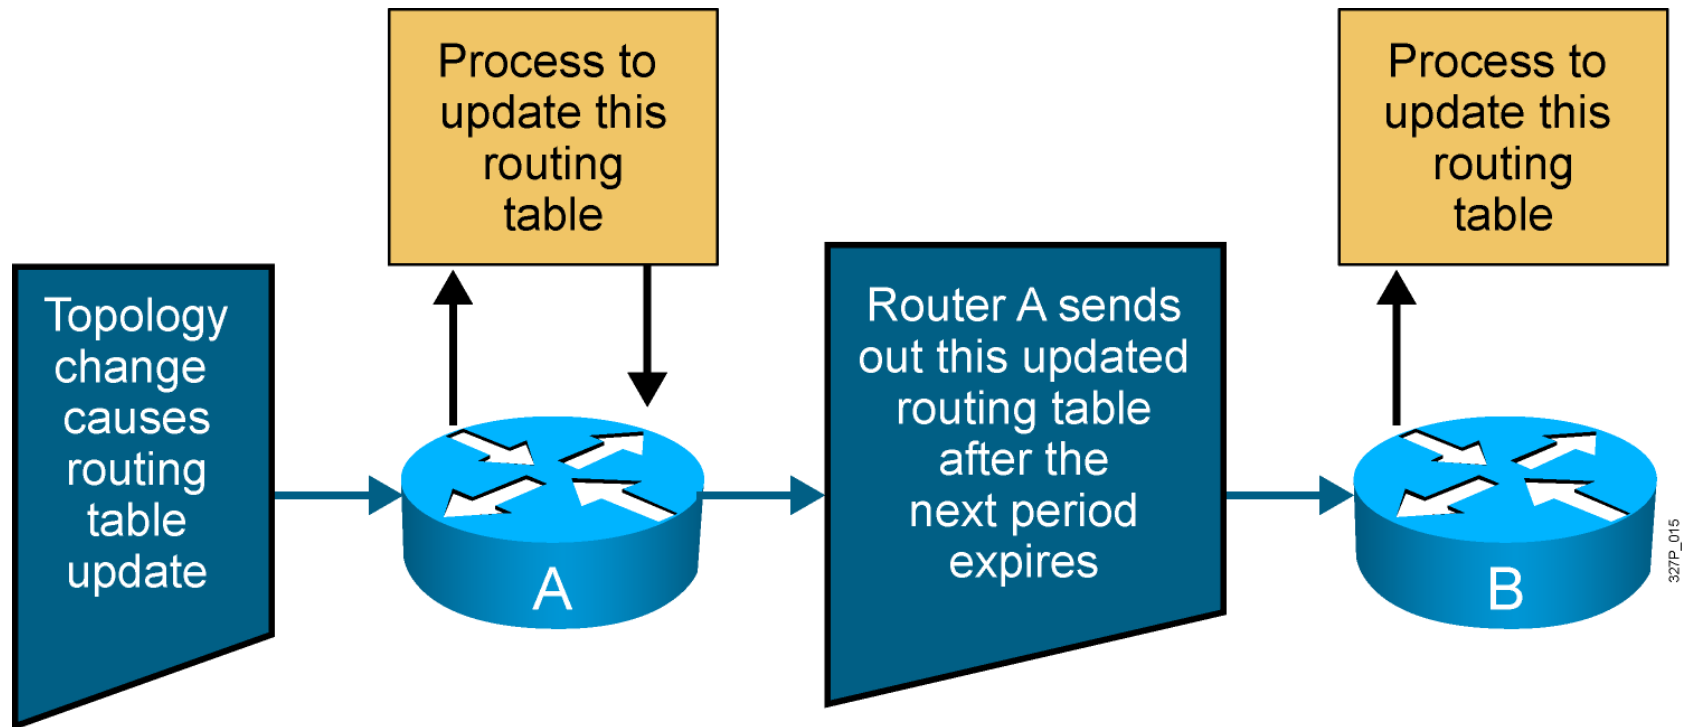 Process to
update this
routing
table
Process to
update this
routing
table
Topology
change
causes
routing
table
update
Router A sends
out this updated
routing table
after the
next period
expires
A
B
327P_015